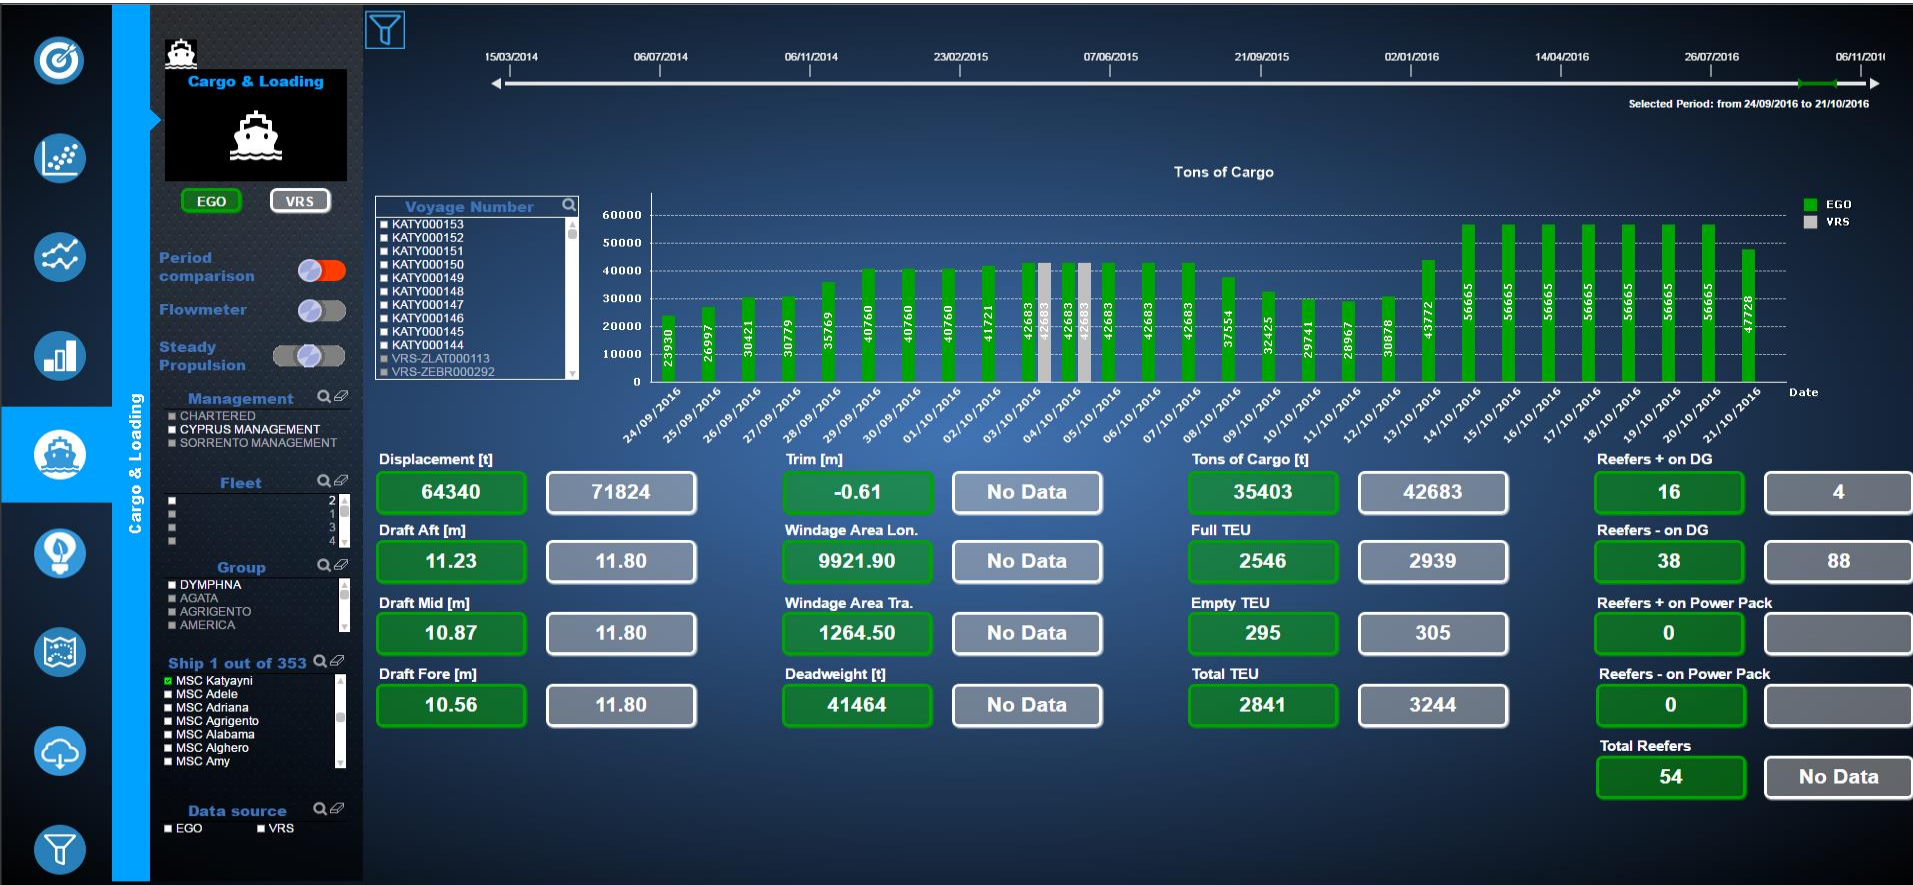 15/03/2014 06/07/2014 06/11/2014 23/02/2015 07/06/2015 21/09/2015 02/01/2016 14/04/2016 26/07/2016 06/11/201
Selected Period: from 24/09/2016 to 21/10/2016
Cargo & Loading
EGO VRS
Period
comparison
Flowmeter
Steady
Propulsion
Management
CHARTERED
CYPRUS MANAGEMENT
SORRENTO MANAGEMENT
Fleet
2
1
3
4
Group
DYMPHNA
AGATA
AGRIGENTO
AMERICA
Ship 1 out of 353
MSC Katyayni
MSC Adele
MSC Adriana
MSC Agrigento
MSC Alabama
MSC Alghero
MSC Amy
Data source
EGO VRS
Cargo & Loading
Voyage Number
KATY000153
KATY000152
KATY000151
KATY000150
KATY000149
KATY000148
KATY000147
KATY000146
KATY000145
KATY000144
VRS-ZLAT000113
VRS-ZEBR000292
Tons of Cargo
EGO
VRS
60000
50000
40000
30000
20000
10000
0
23930 26997 30421 30779 35769 40760 40760 40760 41721 42683 42683 42683 42683 42683 42683 42683 37554 32425 29741 28967 30878 43772 56665 56665 56665 56665 56665 56665 56665 47728
24/09/2016 25/09/2016 26/09/2016 27/09/2016 28/09/2016 29/09/2016 30/09/2016 01/10/2016 02/10/2016 03/10/2016 04/10/2016 05/10/2016 06/10/2016 07/10/2016 08/10/2016 09/10/2016 10/10/2016 11/10/2016 12/10/2016 13/10/2016 14/10/2016 15/10/2016 16/10/2016 17/10/2016 18/10/2016 19/10/2016 20/10/2016 21/10/2016
Date
Displacement [t] Trim [m] Tons of Cargo [t] Reefers + on DG
64340 71824 -0.61 No Data 35403 42683 16 4
Draft Aft [m] Windage Area Lon. Full TEU Reefers - on DG
11.23 11.80 9921.90 No Data 2546 2939 38 88
Draft Mid [m] Windage Area Tra. Empty TEU Reefers + on Power Pack
10.87 11.80 1264.50 No Data 295 305 0
Draft Fore [m] Deadweight [t] Total TEU Reefers - on Power Pack
10.56 11.80 41464 No Data 2841 3244 0
Total Reefers
54 No Data